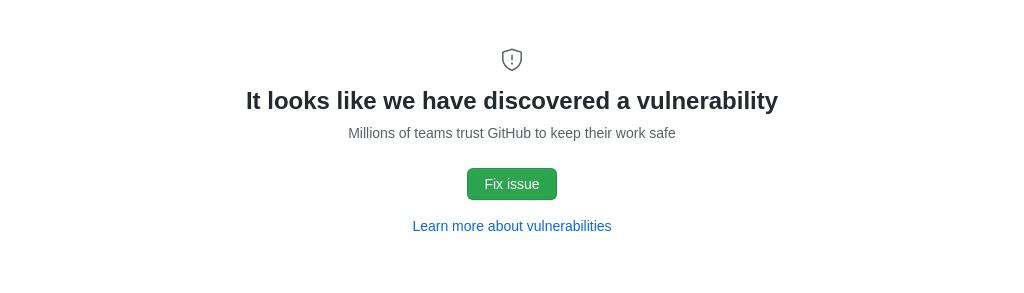 It looks like we have discovered a vulnerability
Millions of teams trust GitHub to keep their work safe
Fix issue
Learn more about vulnerabilities